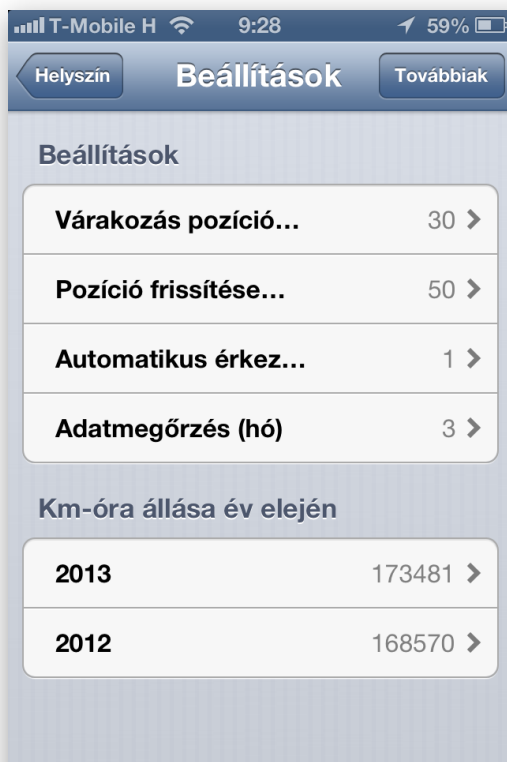 T-Mobile H 9:28 59%
Helyszín Beállítások Továbbiak
Beállítások
Várakozás pozíció... 30
Pozíció frissítése... 50
Automatikus érkez... 1
Adatmegőrzés (hó) 3
Km-óra állása év elején
2013 173481
2012 168570